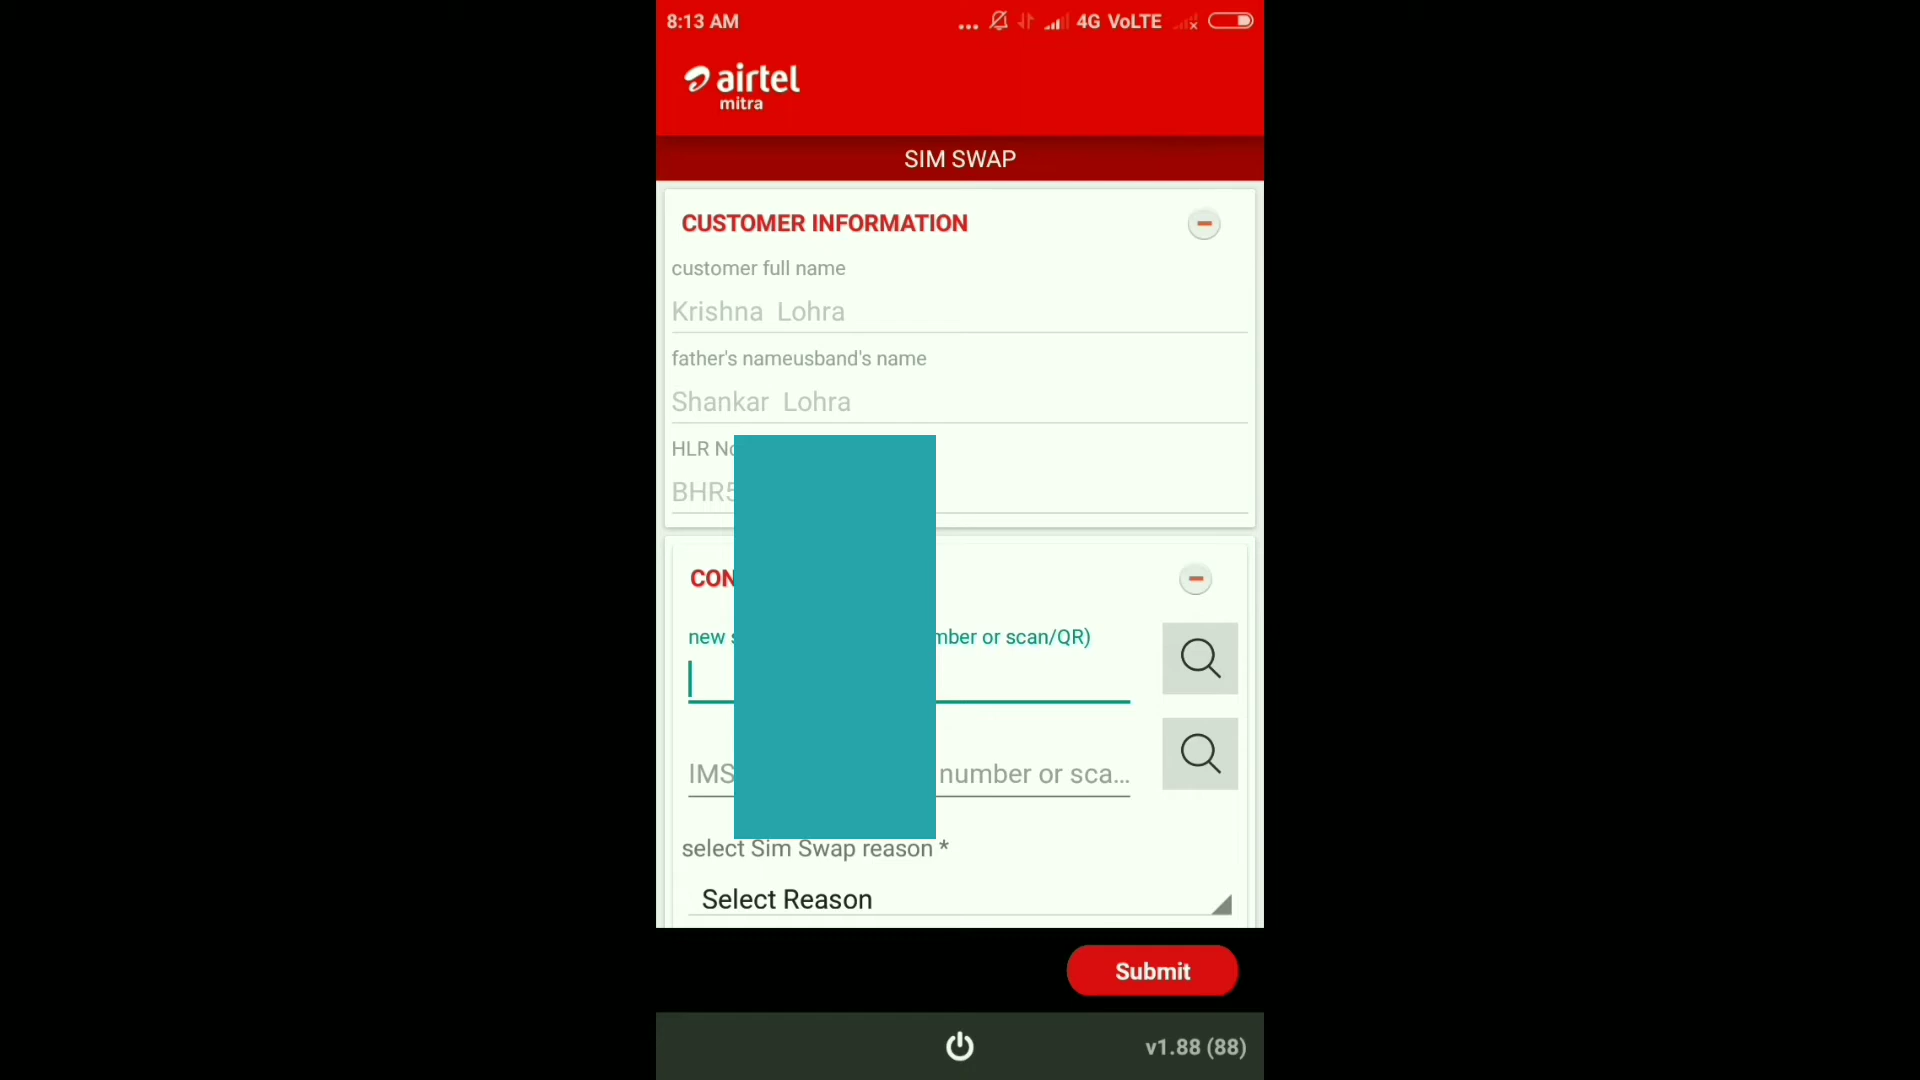 8:13 AM
4G VoLTE
airtel
mitra
SIM SWAP
CUSTOMER INFORMATION
customer full name
Krishna Lohra
father's nameusband's name
Shankar Lohra
HLR
BHR5
new mber or scan/QR)
number or sca...
select Sim Swap reason *
Select Reason
Submit
v1.88 (88)